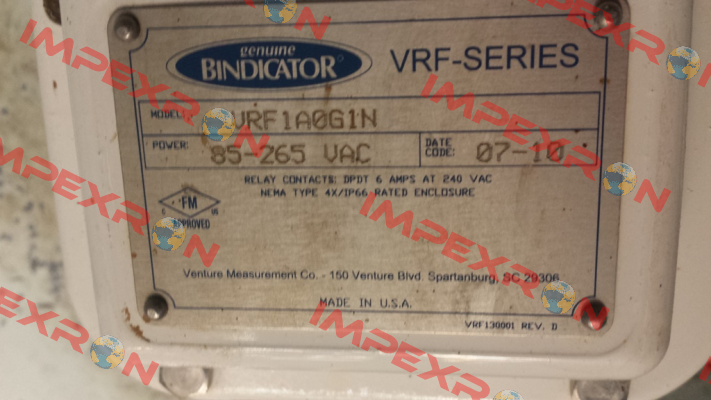 genuine
BINDICATOR
VRF-SERIES
MODEL:
VRF1A0G1N
POWER:
85-265 VAC
DATE
CODE:
07-10
RELAY CONTACTS: DPDT 6 AMPS AT 240 VAC
NEMA TYPE 4X/IP66 RATED ENCLOSURE
FM
C US
APPROVED
Venture Measurement Co. - 150 Venture Blvd. Spartanburg, SC 29306
MADE IN U.S.A.
VRF130001 REV. D
IMPEXRON
IMPEXRON
IMPEXRON
IMPEXRON
IMPEXRON
IMPEXRON